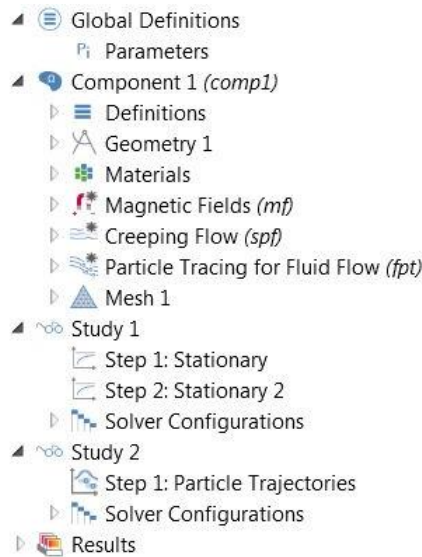 Global Definitions
Pi Parameters
Component 1 (comp1)
Definitions
Geometry 1
Materials
Magnetic Fields (mf)
Creeping Flow (spf)
Particle Tracing for Fluid Flow (fpt)
Mesh 1
Study 1
Step 1: Stationary
Step 2: Stationary 2
Solver Configurations
Study 2
Step 1: Particle Trajectories
Solver Configurations
Results